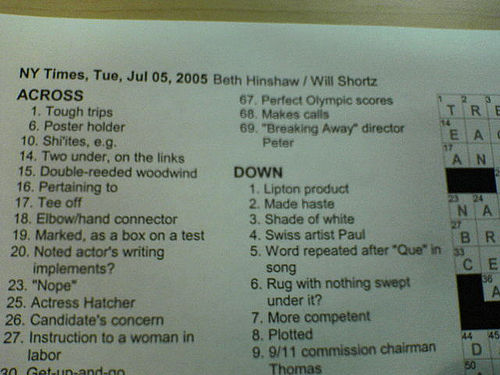 NY Times, Tue, Jul 05, 2005 Beth Hinshaw / Will Shortz
ACROSS
1. Tough trips
6. Poster holder
10. Shi'ites, e.g.
14. Two under, on the links
15. Double-reeded woodwind
16. Pertaining to
17. Tee off
18. Elbow/hand connector
19. Marked, as a box on a test
20. Noted actor's writing
implements?
23. "Nope"
25. Actress Hatcher
26. Candidate's concern
27. Instruction to a woman in
labor
30. Get-up-and-go
67. Perfect Olympic scores
68. Makes calls
69. "Breaking Away" director
Peter
DOWN
1. Lipton product
2. Made haste
3. Shade of white
4. Swiss artist Paul
5. Word repeated after "Que" in
song
6. Rug with nothing swept
under it?
7. More competent
8. Plotted
9. 9/11 commission chairman
Thomas
1 2 3
T R E
14
E A
17
A N
23 24
N A
27
B R
33
C E
36
A
44 45
D
50